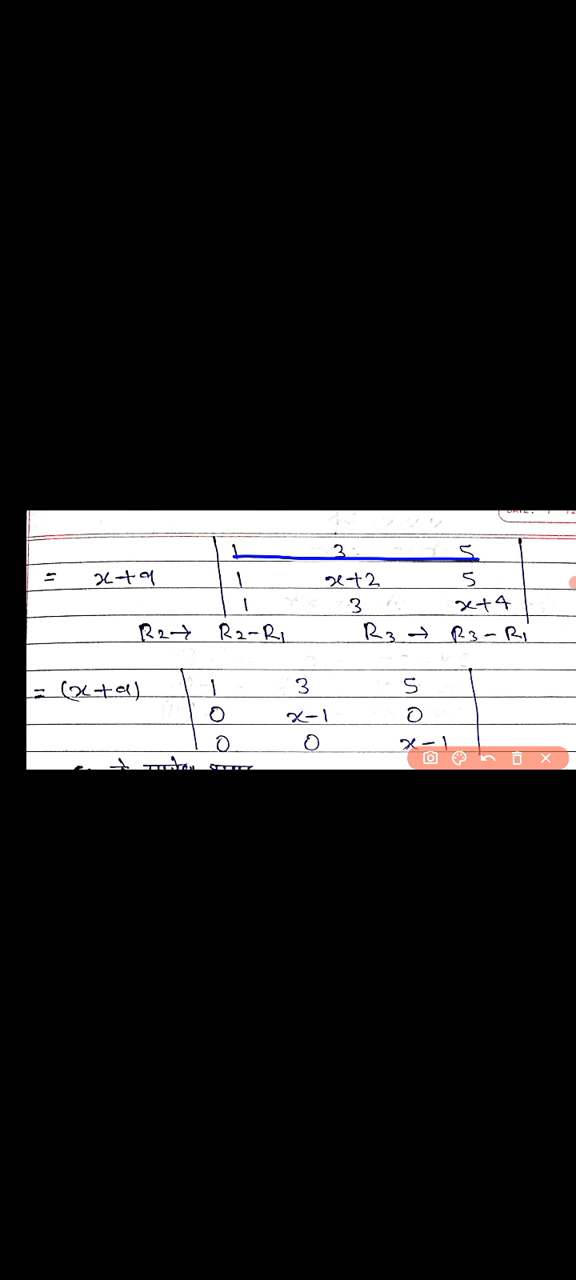 1 3 5
= x+9 1 x+2 5
1 3 x+4
R2→ R2-R1 R3 → R3-R1
= (x+9) 1 3 5
0 x-1 0
0 0 x-1